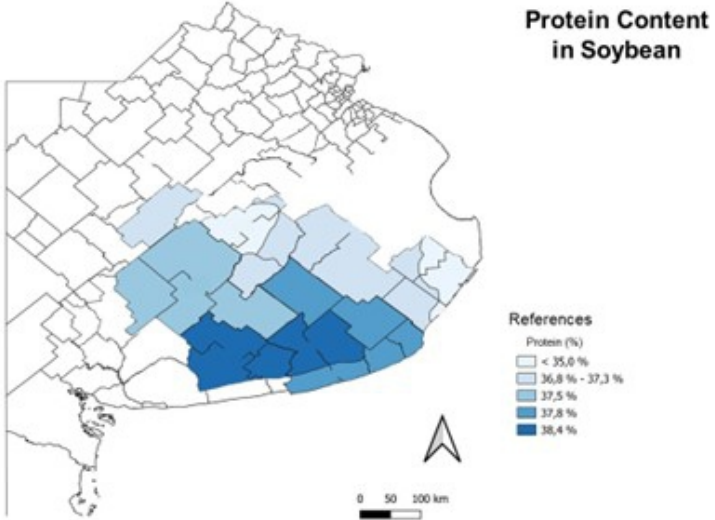 Protein Content
in Soybean
References
Protein (%)
< 35,0 %
36,8 % - 37,3 %
37,5 %
37,8 %
38,4 %
0 50 100 km